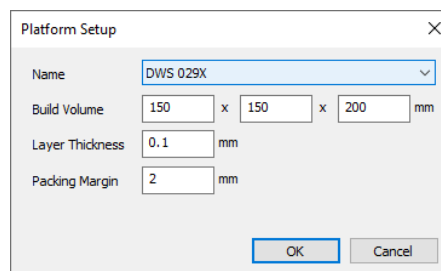 Platform Setup
Name DWS 029X
Build Volume 150 x 150 x 200 mm
Layer Thickness 0.1 mm
Packing Margin 2 mm
OK Cancel